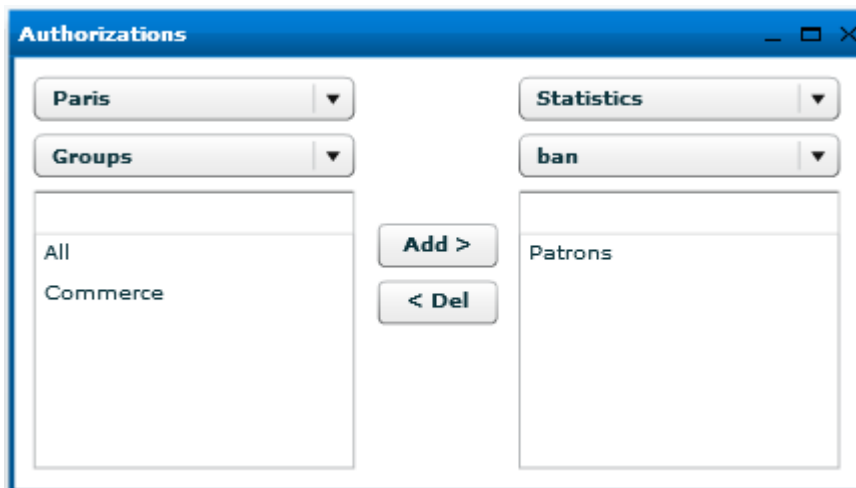 Authorizations
Paris
Statistics
Groups
ban
All
Commerce
Add >
< Del
Patrons